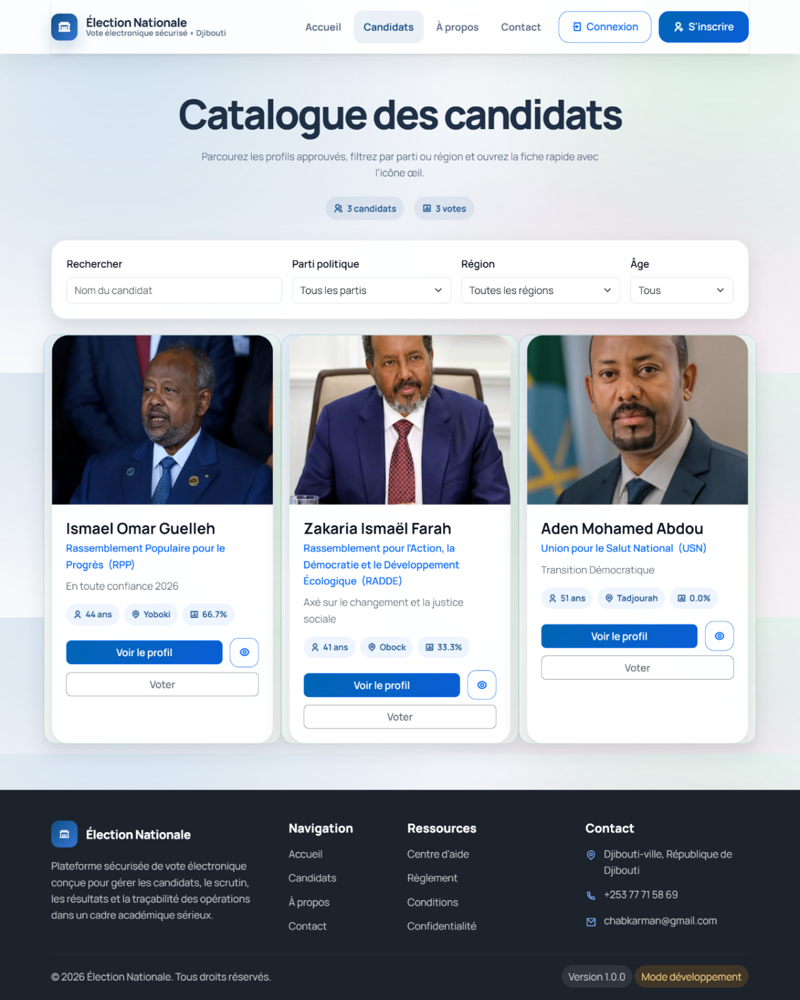 Élection Nationale
Vote électronique sécurisé • Djibouti
Accueil
Candidats
À propos
Contact
Connexion
S'inscrire
Catalogue des candidats
Parcourez les profils approuvés, filtrez par parti ou région et ouvrez la fiche rapide avec
l'icône œil.
3 candidats
3 votes
Rechercher
Parti politique
Région
Âge
Nom du candidat
Tous les partis
Toutes les régions
Tous
Ismael Omar Guelleh
Rassemblement Populaire pour le
Progrès (RPP)
En toute confiance 2026
44 ans
Yoboki
66.7%
Voir le profil
Voter
Zakaria Ismaël Farah
Rassemblement pour l'Action, la
Démocratie et le Développement
Écologique (RADDE)
Axé sur le changement et la justice
sociale
41 ans
Obock
33.3%
Voir le profil
Voter
Aden Mohamed Abdou
Union pour le Salut National (USN)
Transition Démocratique
51 ans
Tadjourah
0.0%
Voir le profil
Voter
Élection Nationale
Plateforme sécurisée de vote électronique
conçue pour gérer les candidats, le scrutin,
les résultats et la traçabilité des opérations
dans un cadre académique sérieux.
Navigation
Accueil
Candidats
À propos
Contact
Ressources
Centre d'aide
Règlement
Conditions
Confidentialité
Contact
Djibouti-ville, République de
Djibouti
+253 77 71 58 69
chabkarman@gmail.com
© 2026 Élection Nationale. Tous droits réservés.
Version 1.0.0
Mode développement